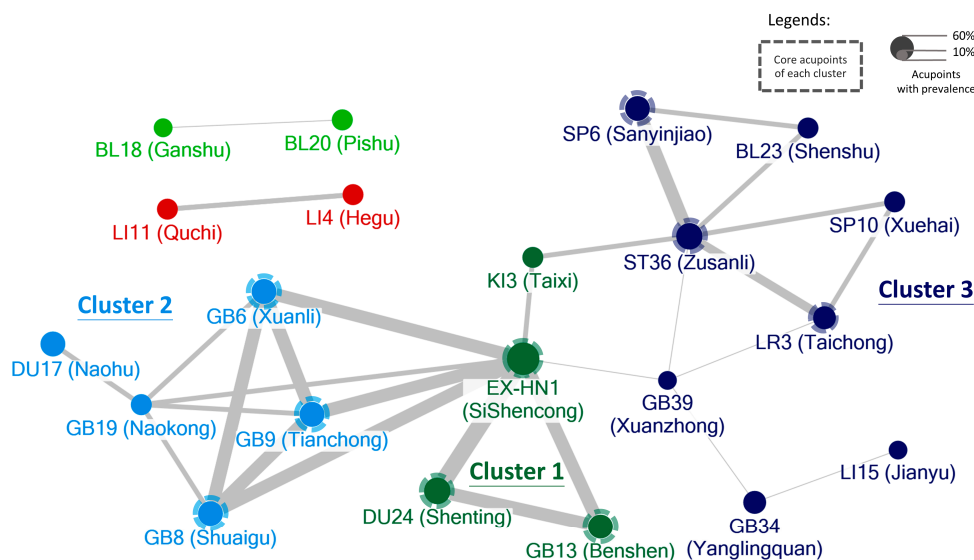 Legends:
Core acupoints
of each cluster
60%
10%
Acupoints
with prevalence
BL18 (Ganshu)
BL20 (Pishu)
LI11 (Quchi)
LI4 (Hegu)
SP6 (Sanyinjiao)
BL23 (Shenshu)
SP10 (Xuehai)
ST36 (Zusanli)
KI3 (Taixi)
Cluster 3
LR3 (Taichong)
Cluster 2
GB6 (Xuanli)
DU17 (Naohu)
GB19 (Naokong)
GB9 (Tianchong)
GB8 (Shuaigu)
EX-HN1
(SiShencong)
Cluster 1
DU24 (Shenting)
GB13 (Benshen)
GB39
(Xuanzhong)
LI15 (Jianyu)
GB34
(Yanglingquan)